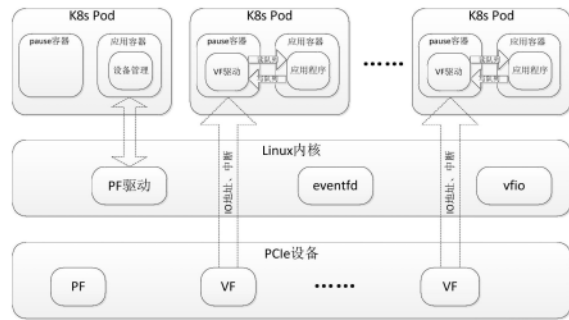 K8s Pod
K8s Pod
K8s Pod
pause容器
应用容器
设备管理
pause容器
应用容器
VF驱动
应用程序
……
pause容器
应用容器
VF驱动
应用程序
Linux内核
PF驱动
eventfd
vfio
IO地址、中断
IO地址、中断
PCIe设备
PF
VF
……
VF